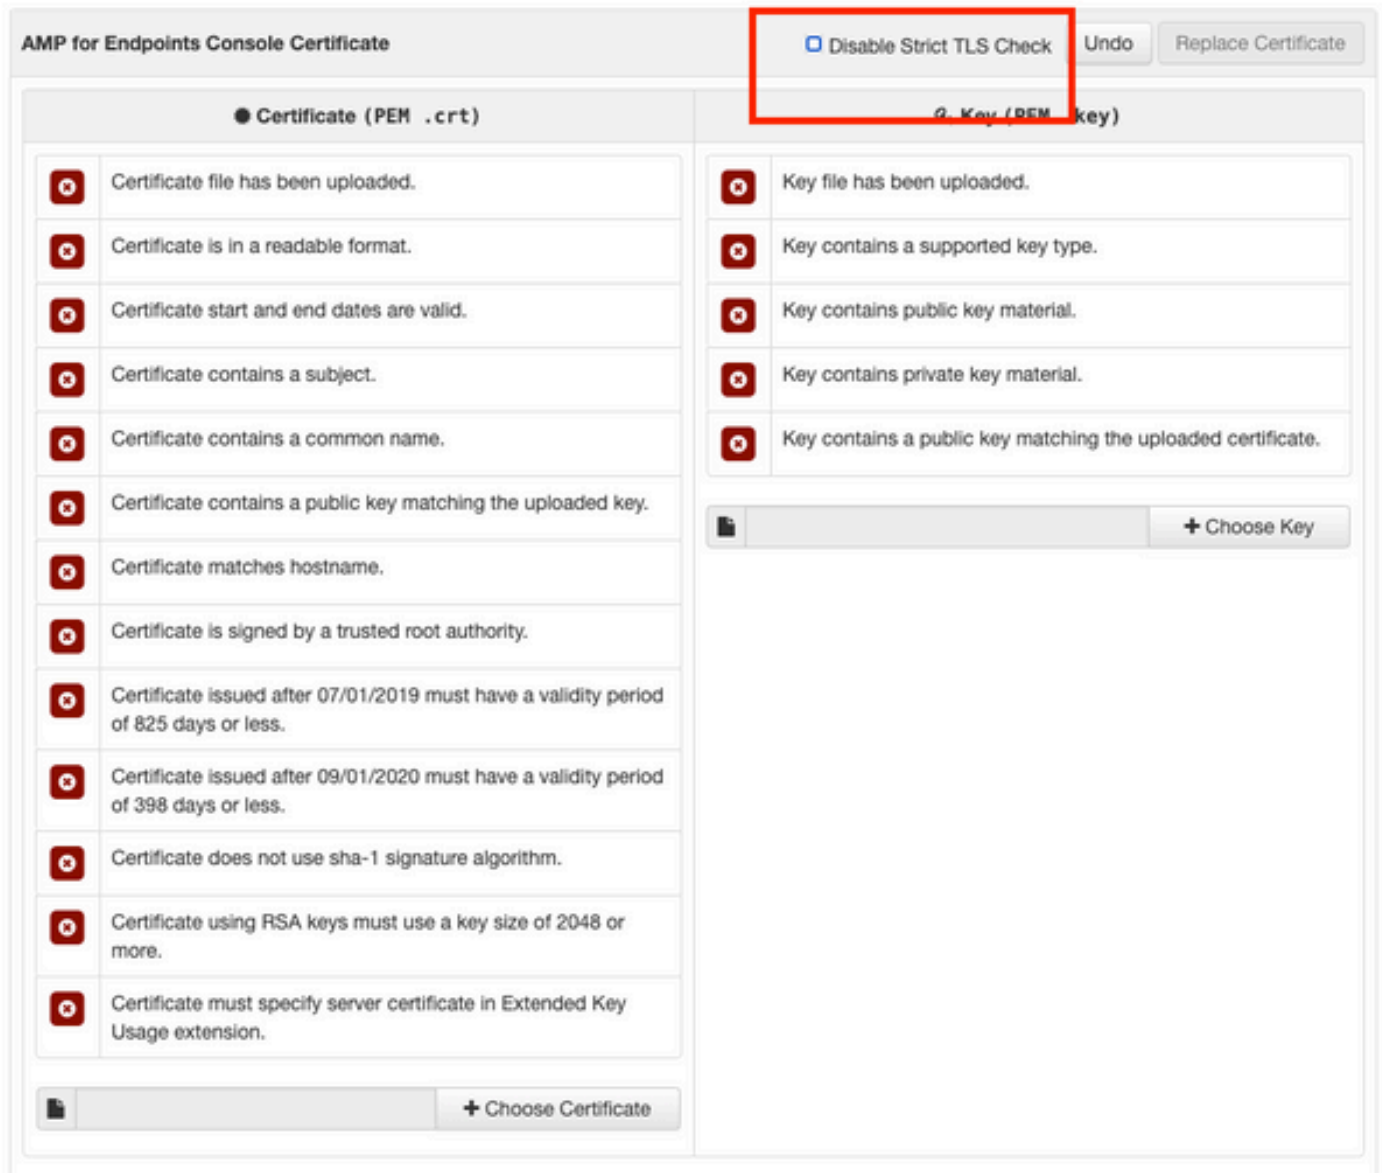 AMP for Endpoints Console Certificate
Disable Strict TLS Check
Undo
Replace Certificate
Certificate (PEM .crt)
Key (PEM .key)
Certificate file has been uploaded.
Certificate is in a readable format.
Certificate start and end dates are valid.
Certificate contains a subject.
Certificate contains a common name.
Certificate contains a public key matching the uploaded key.
Certificate matches hostname.
Certificate is signed by a trusted root authority.
Certificate issued after 07/01/2019 must have a validity period
of 825 days or less.
Certificate issued after 09/01/2020 must have a validity period
of 398 days or less.
Certificate does not use sha-1 signature algorithm.
Certificate using RSA keys must use a key size of 2048 or
more.
Certificate must specify server certificate in Extended Key
Usage extension.
+ Choose Certificate
Key file has been uploaded.
Key contains a supported key type.
Key contains public key material.
Key contains private key material.
Key contains a public key matching the uploaded certificate.
+ Choose Key